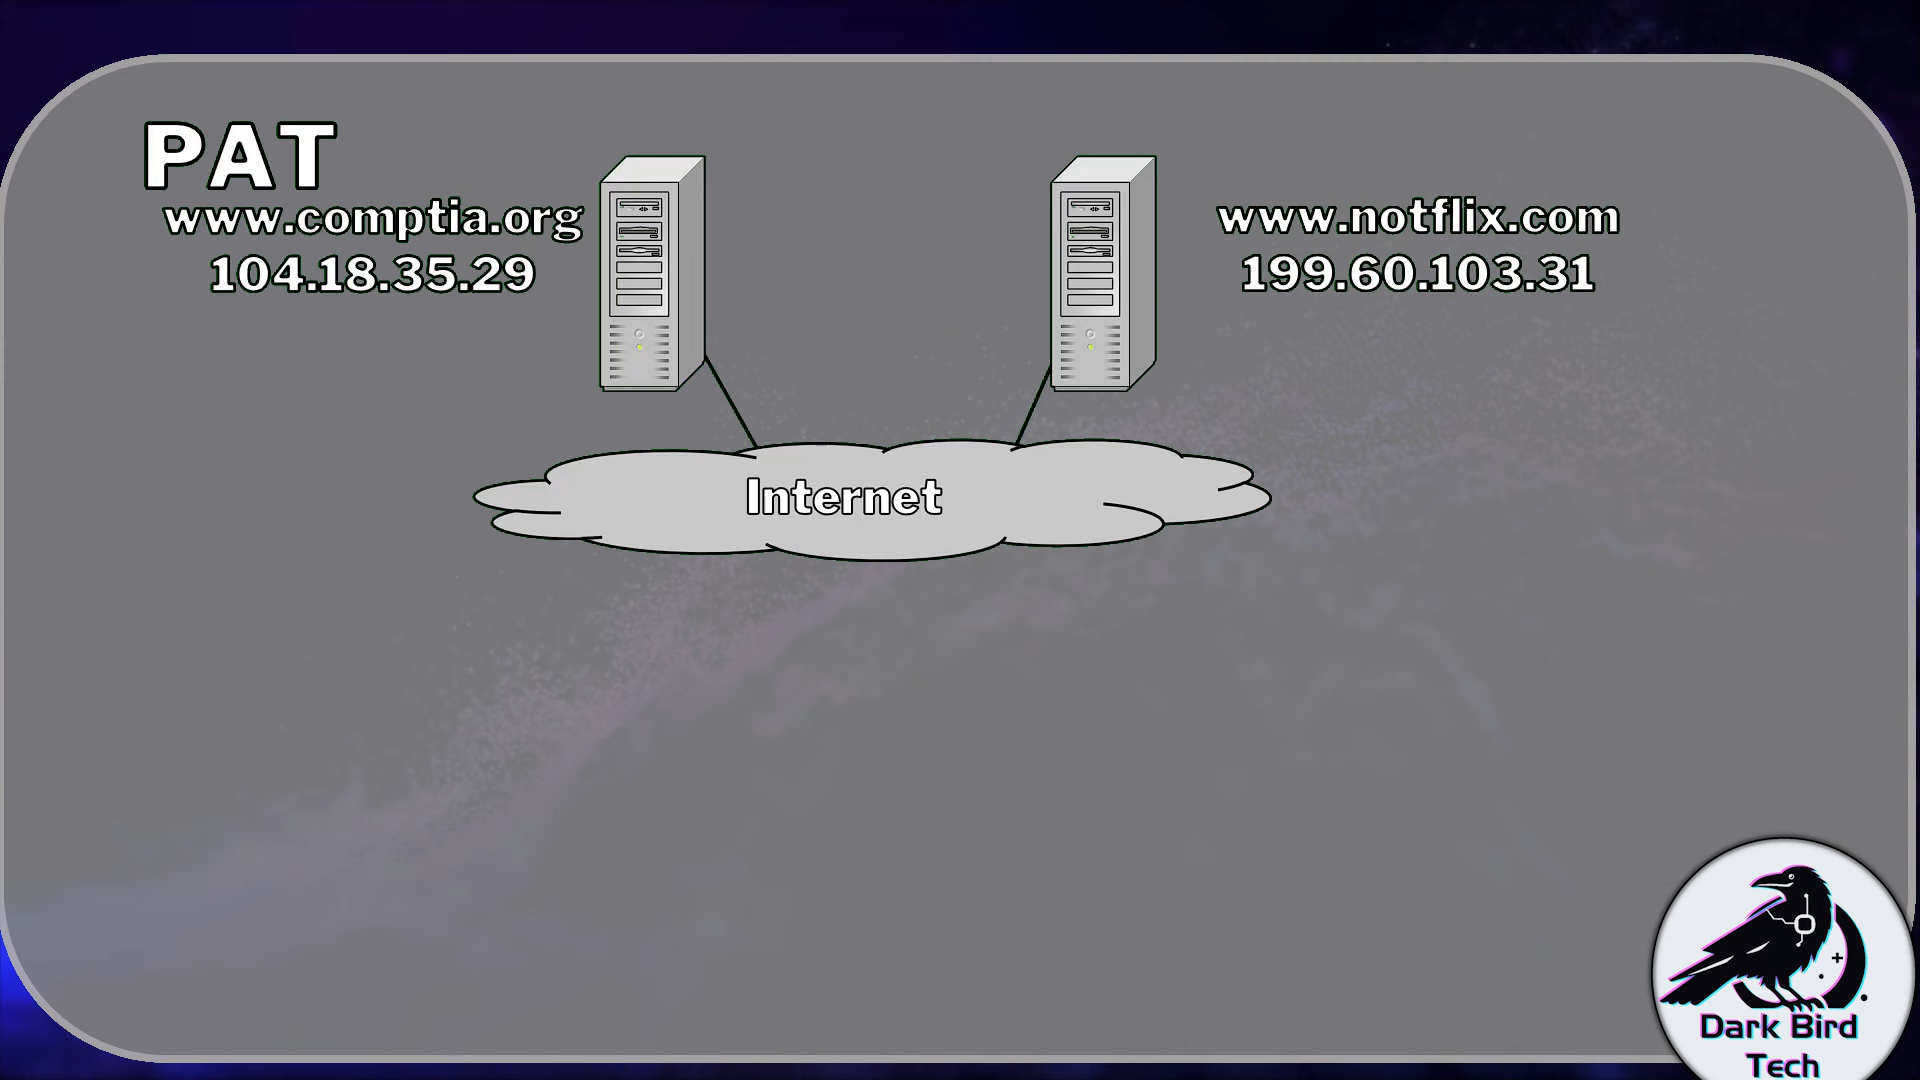 PAT
www.comptia.org
104.18.35.29
www.notflix.com
199.60.103.31
Internet
Dark Bird
Tech